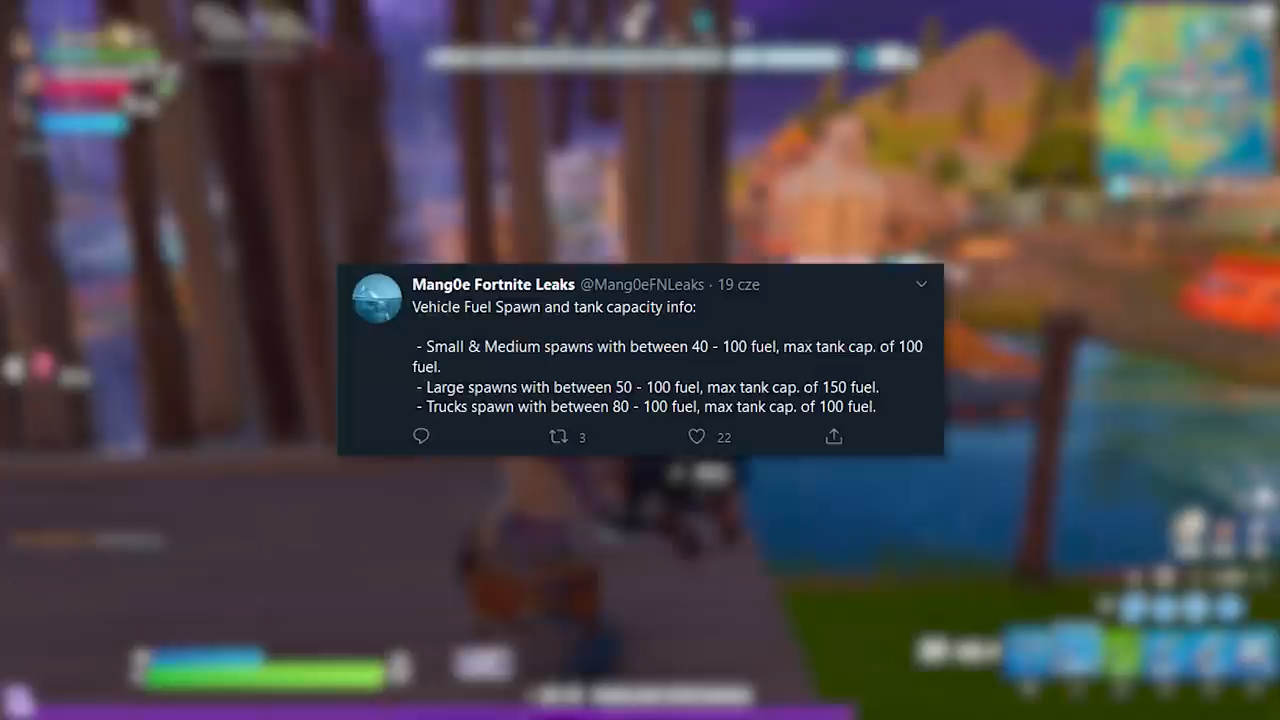 Mang0e Fortnite Leaks @Mang0eFNLeaks · 19 cze
Vehicle Fuel Spawn and tank capacity info:
- Small & Medium spawns with between 40 - 100 fuel, max tank cap. of 100
fuel.
- Large spawns with between 50 - 100 fuel, max tank cap. of 150 fuel.
- Trucks spawn with between 80 - 100 fuel, max tank cap. of 100 fuel.
3 22